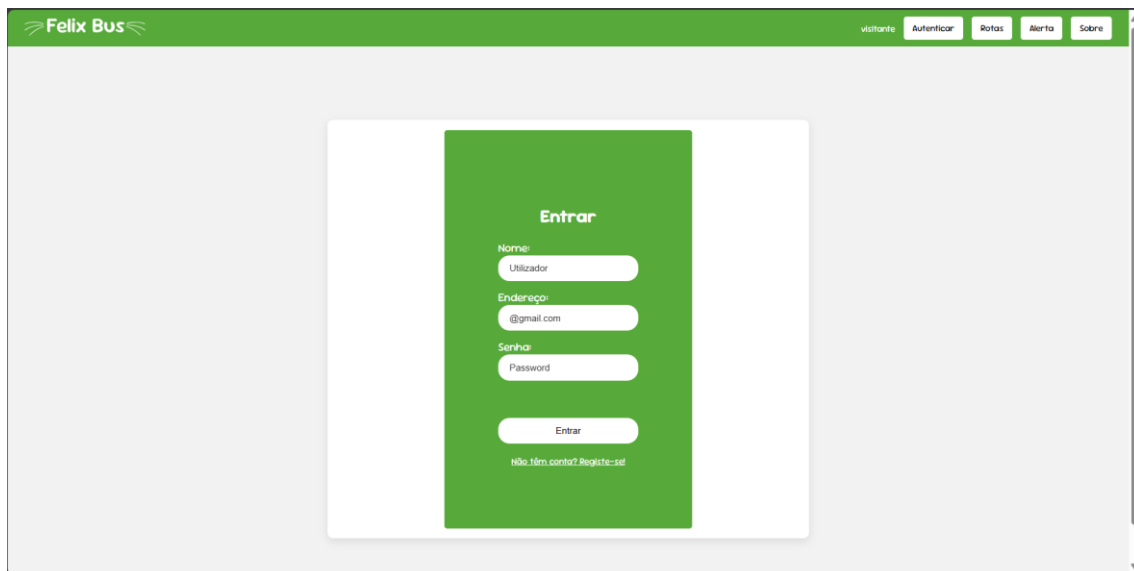 Felix Bus
visitante Autenticar Rotas Alerta Sobre
Entrar
Nome:
Utilizador
Endereço:
@gmail.com
Senha:
Password
Entrar
Não têm conta? Registe-se!